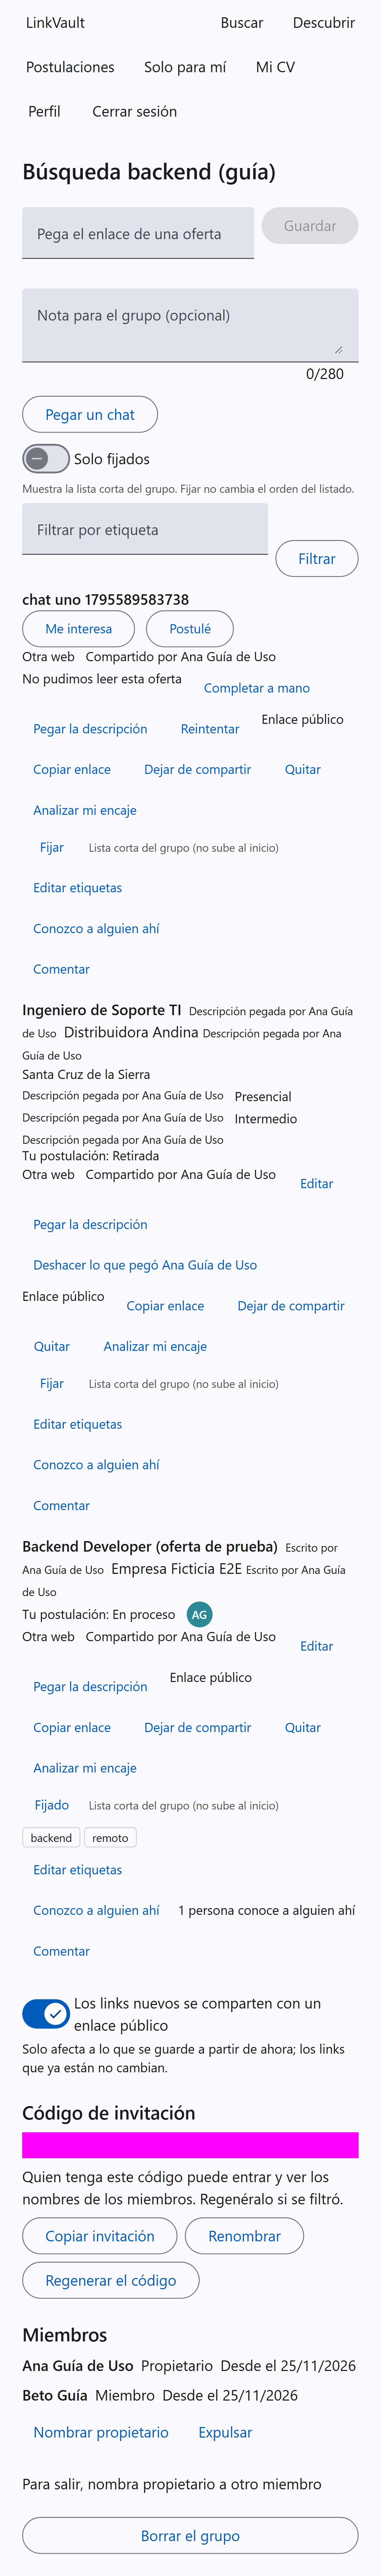 LinkVault Buscar Descubrir
Postulaciones Solo para mí Mi CV
Perfil Cerrar sesión
Búsqueda backend (guía)
Pega el enlace de una oferta Guardar
Nota para el grupo (opcional)
0/280
Pegar un chat
Solo fijados
Muestra la lista corta del grupo. Fijar no cambia el orden del listado.
Filtrar por etiqueta
Filtrar
chat uno 1795589583738
Me interesa Postulé
Otra web Compartido por Ana Guía de Uso
No pudimos leer esta oferta Completar a mano
Pegar la descripción Reintentar Enlace público
Copiar enlace Dejar de compartir Quitar
Analizar mi encaje
Fijar Lista corta del grupo (no sube al inicio)
Editar etiquetas
Conozco a alguien ahí
Comentar
Ingeniero de Soporte TI Descripción pegada por Ana Guía
de Uso Distribuidora Andina Descripción pegada por Ana
Guía de Uso
Santa Cruz de la Sierra
Descripción pegada por Ana Guía de Uso Presencial
Descripción pegada por Ana Guía de Uso Intermedio
Descripción pegada por Ana Guía de Uso
Tu postulación: Retirada
Otra web Compartido por Ana Guía de Uso Editar
Pegar la descripción
Deshacer lo que pegó Ana Guía de Uso
Enlace público Copiar enlace Dejar de compartir
Quitar Analizar mi encaje
Fijar Lista corta del grupo (no sube al inicio)
Editar etiquetas
Conozco a alguien ahí
Comentar
Backend Developer (oferta de prueba) Escrito por
Ana Guía de Uso Empresa Ficticia E2E Escrito por Ana Guía
de Uso
Tu postulación: En proceso AG
Otra web Compartido por Ana Guía de Uso Editar
Pegar la descripción Enlace público
Copiar enlace Dejar de compartir Quitar
Analizar mi encaje
Fijado Lista corta del grupo (no sube al inicio)
backend remoto
Editar etiquetas
Conozco a alguien ahí 1 persona conoce a alguien ahí
Comentar
Los links nuevos se comparten con un
enlace público
Solo afecta a lo que se guarde a partir de ahora; los links
que ya están no cambian.
Código de invitación
Quien tenga este código puede entrar y ver los
nombres de los miembros. Regenéralo si se filtró.
Copiar invitación Renombrar
Regenerar el código
Miembros
Ana Guía de Uso Propietario Desde el 25/11/2026
Beto Guía Miembro Desde el 25/11/2026
Nombrar propietario Expulsar
Para salir, nombra propietario a otro miembro
Borrar el grupo